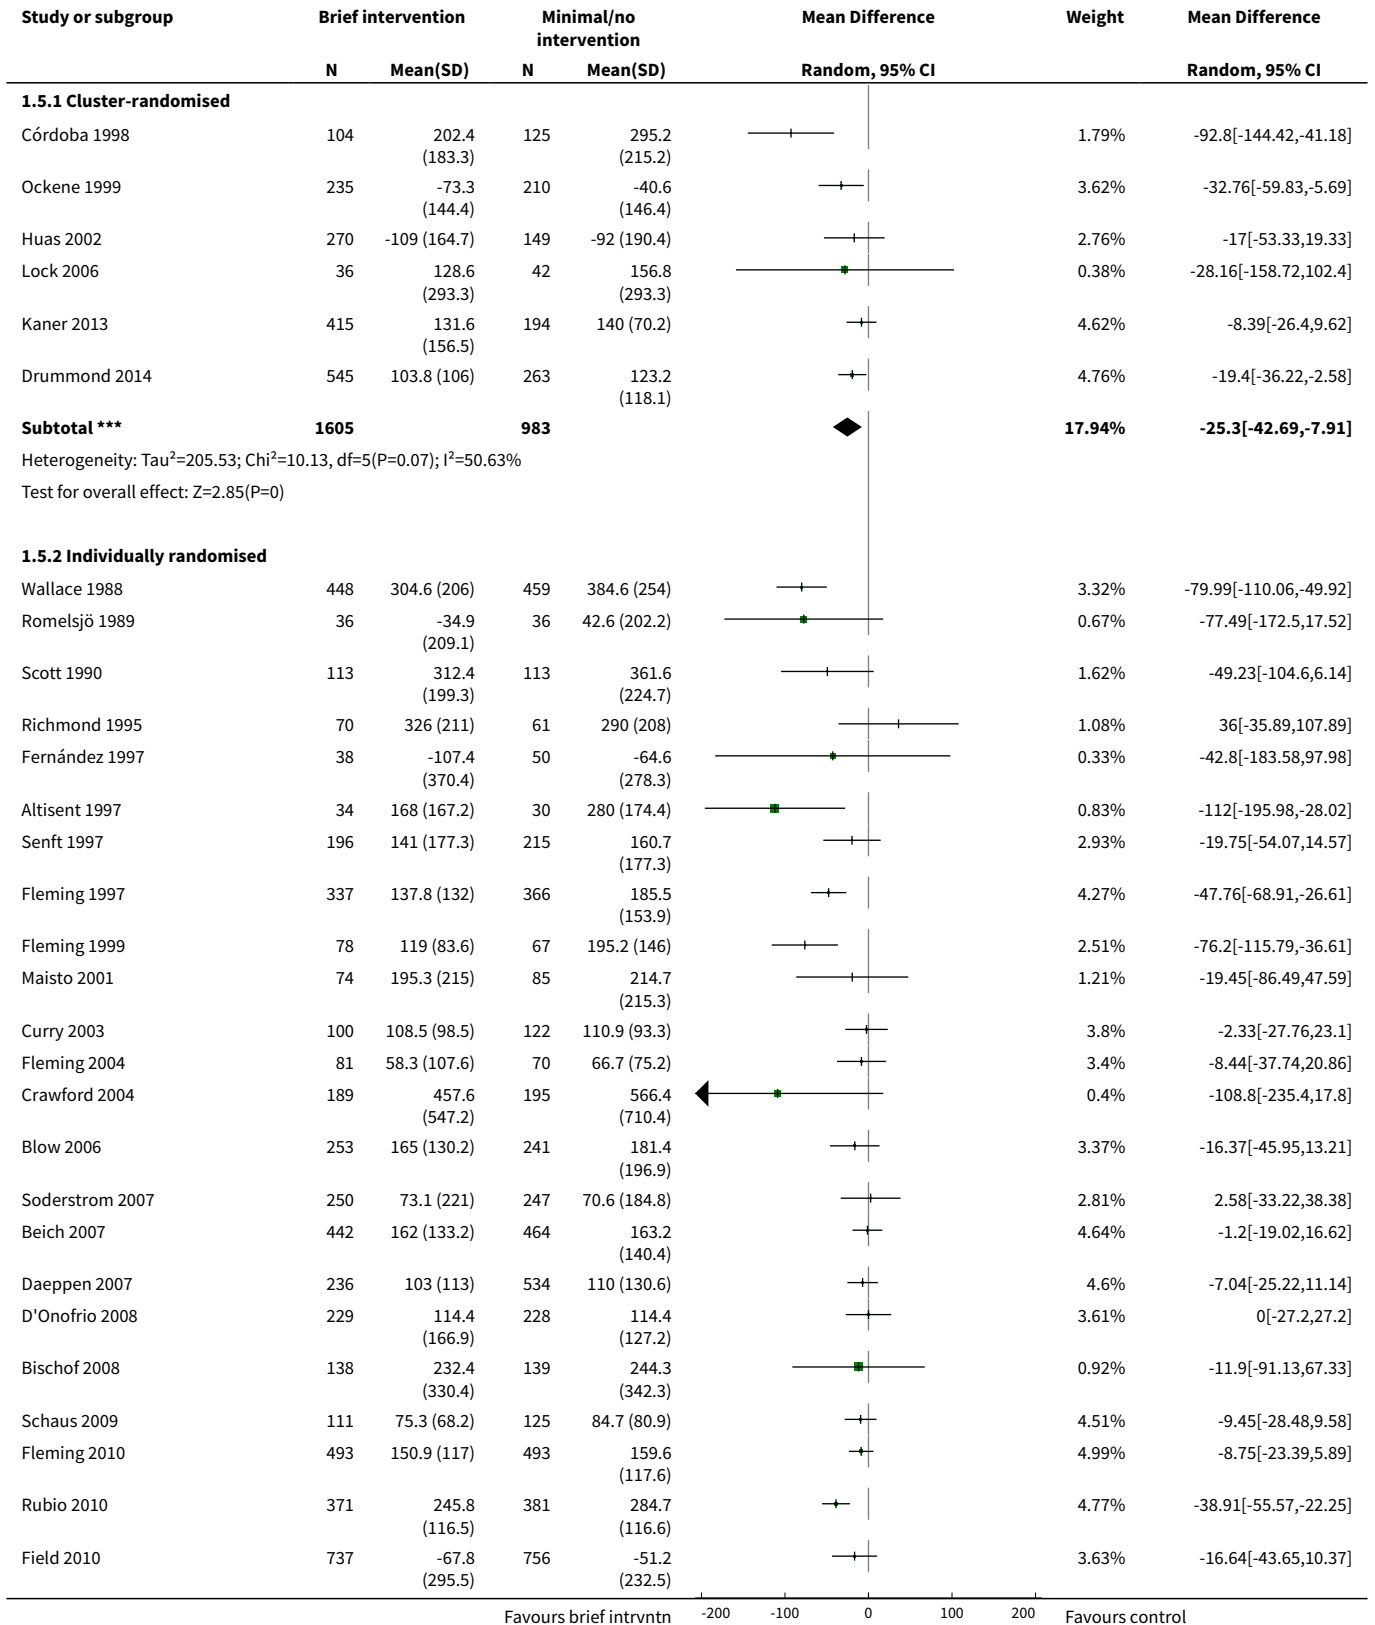 Study or subgroup Brief intervention Minimal/no intervention Mean Difference Weight Mean Difference
N Mean(SD) N Mean(SD) Random, 95% CI Random, 95% CI
1.5.1 Cluster-randomised
Córdoba 1998 104 202.4 (183.3) 125 295.2 (215.2) 1.79% -92.8[-144.42,-41.18]
Ockene 1999 235 -73.3 (144.4) 210 -40.6 (146.4) 3.62% -32.76[-59.83,-5.69]
Huas 2002 270 -109 (164.7) 149 -92 (190.4) 2.76% -17[-53.33,19.33]
Lock 2006 36 128.6 (293.3) 42 156.8 (293.3) 0.38% -28.16[-158.72,102.4]
Kaner 2013 415 131.6 (156.5) 194 140 (70.2) 4.62% -8.39[-26.4,9.62]
Drummond 2014 545 103.8 (106) 263 123.2 (118.1) 4.76% -19.4[-36.22,-2.58]
Subtotal *** 1605 983 17.94% -25.3[-42.69,-7.91]
Heterogeneity: Tau²=205.53; Chi²=10.13, df=5(P=0.07); I²=50.63%
Test for overall effect: Z=2.85(P=0)
1.5.2 Individually randomised
Wallace 1988 448 304.6 (206) 459 384.6 (254) 3.32% -79.99[-110.06,-49.92]
Romelsjö 1989 36 -34.9 (209.1) 36 42.6 (202.2) 0.67% -77.49[-172.5,17.52]
Scott 1990 113 312.4 (199.3) 113 361.6 (224.7) 1.62% -49.23[-104.6,6.14]
Richmond 1995 70 326 (211) 61 290 (208) 1.08% 36[-35.89,107.89]
Fernández 1997 38 -107.4 (370.4) 50 -64.6 (278.3) 0.33% -42.8[-183.58,97.98]
Altisent 1997 34 168 (167.2) 30 280 (174.4) 0.83% -112[-195.98,-28.02]
Senft 1997 196 141 (177.3) 215 160.7 (177.3) 2.93% -19.75[-54.07,14.57]
Fleming 1997 337 137.8 (132) 366 185.5 (153.9) 4.27% -47.76[-68.91,-26.61]
Fleming 1999 78 119 (83.6) 67 195.2 (146) 2.51% -76.2[-115.79,-36.61]
Maisto 2001 74 195.3 (215) 85 214.7 (215.3) 1.21% -19.45[-86.49,47.59]
Curry 2003 100 108.5 (98.5) 122 110.9 (93.3) 3.8% -2.33[-27.76,23.1]
Fleming 2004 81 58.3 (107.6) 70 66.7 (75.2) 3.4% -8.44[-37.74,20.86]
Crawford 2004 189 457.6 (547.2) 195 566.4 (710.4) 0.4% -108.8[-235.4,17.8]
Blow 2006 253 165 (130.2) 241 181.4 (196.9) 3.37% -16.37[-45.95,13.21]
Soderstrom 2007 250 73.1 (221) 247 70.6 (184.8) 2.81% 2.58[-33.22,38.38]
Beich 2007 442 162 (133.2) 464 163.2 (140.4) 4.64% -1.2[-19.02,16.62]
Daeppen 2007 236 103 (113) 534 110 (130.6) 4.6% -7.04[-25.22,11.14]
D'Onofrio 2008 229 114.4 (166.9) 228 114.4 (127.2) 3.61% 0[-27.2,27.2]
Bischof 2008 138 232.4 (330.4) 139 244.3 (342.3) 0.92% -11.9[-91.13,67.33]
Schaus 2009 111 75.3 (68.2) 125 84.7 (80.9) 4.51% -9.45[-28.48,9.58]
Fleming 2010 493 150.9 (117) 493 159.6 (117.6) 4.99% -8.75[-23.39,5.89]
Rubio 2010 371 245.8 (116.5) 381 284.7 (116.6) 4.77% -38.91[-55.57,-22.25]
Field 2010 737 -67.8 (295.5) 756 -51.2 (232.5) 3.63% -16.64[-43.65,10.37]
Favours brief intrvntn -200 -100 0 100 200 Favours control